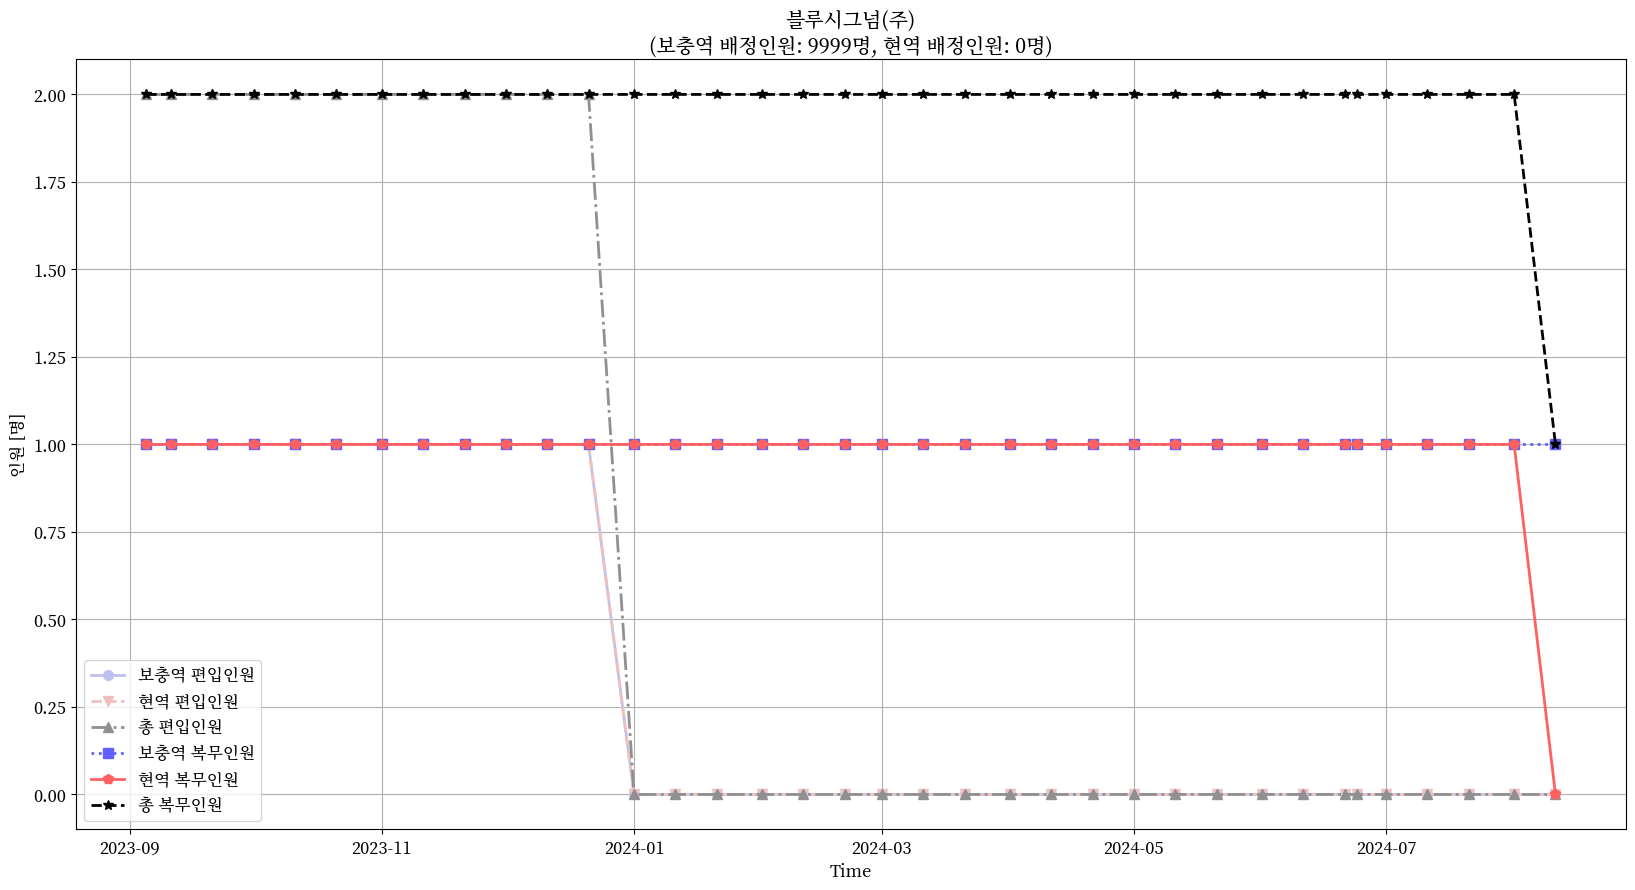 블루시그넘(주)
(보충역 배정인원: 9999명, 현역 배정인원: 0명)
2.00
1.75
1.50
1.25
1.00
0.75
0.50
0.25
0.00
인원 [명]
보충역 편입인원
현역 편입인원
총 편입인원
보충역 복무인원
현역 복무인원
총 복무인원
2023-09
2023-11
2024-01
2024-03
2024-05
2024-07
Time